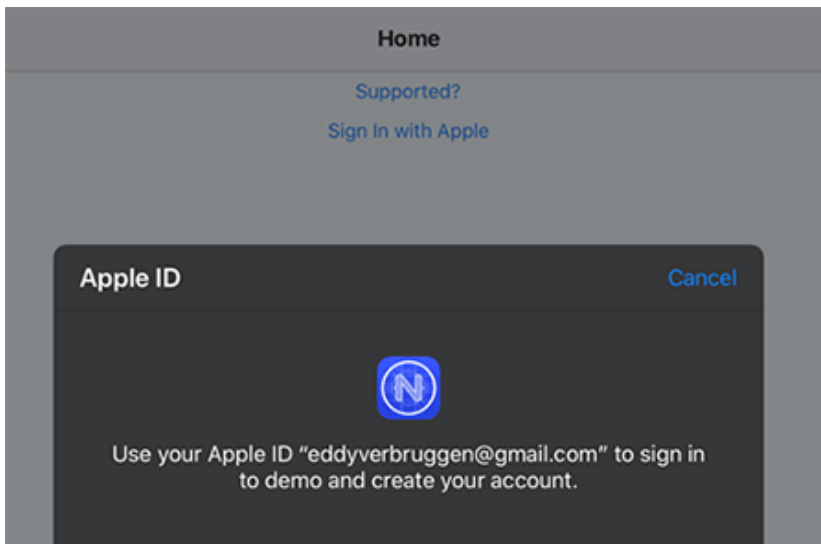 Home
Supported?
Sign In with Apple
Apple ID
Cancel
N
Use your Apple ID “eddyverbruggen@gmail.com” to sign in
to demo and create your account.